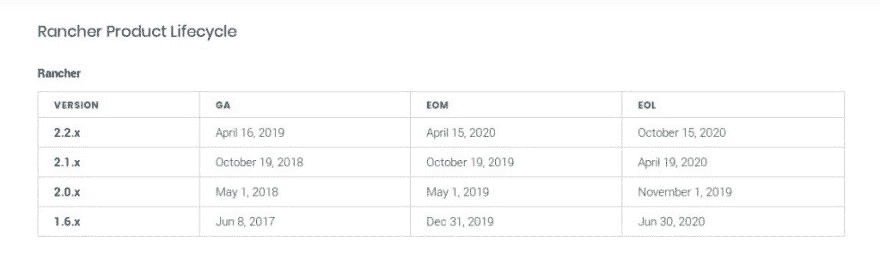 Rancher Product Lifecycle
Rancher
VERSION GA EOM EOL
2.2.x April 16, 2019 April 15, 2020 October 15, 2020
2.1.x October 19, 2018 October 19, 2019 April 19, 2020
2.0.x May 1, 2018 May 1, 2019 November 1, 2019
1.6.x Jun 8, 2017 Dec 31, 2019 Jun 30, 2020